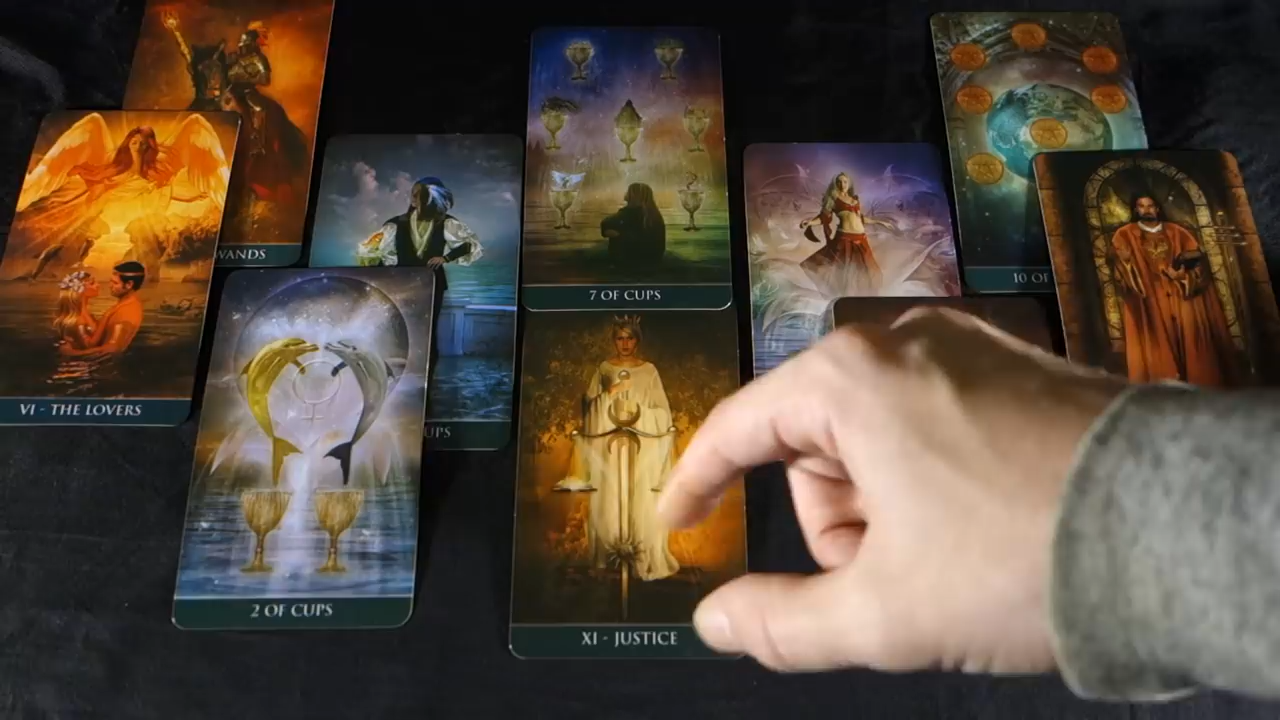 WANDS
7 OF CUPS
10 OF
VI - THE LOVERS
UPS
2 OF CUPS
XI - JUSTICE